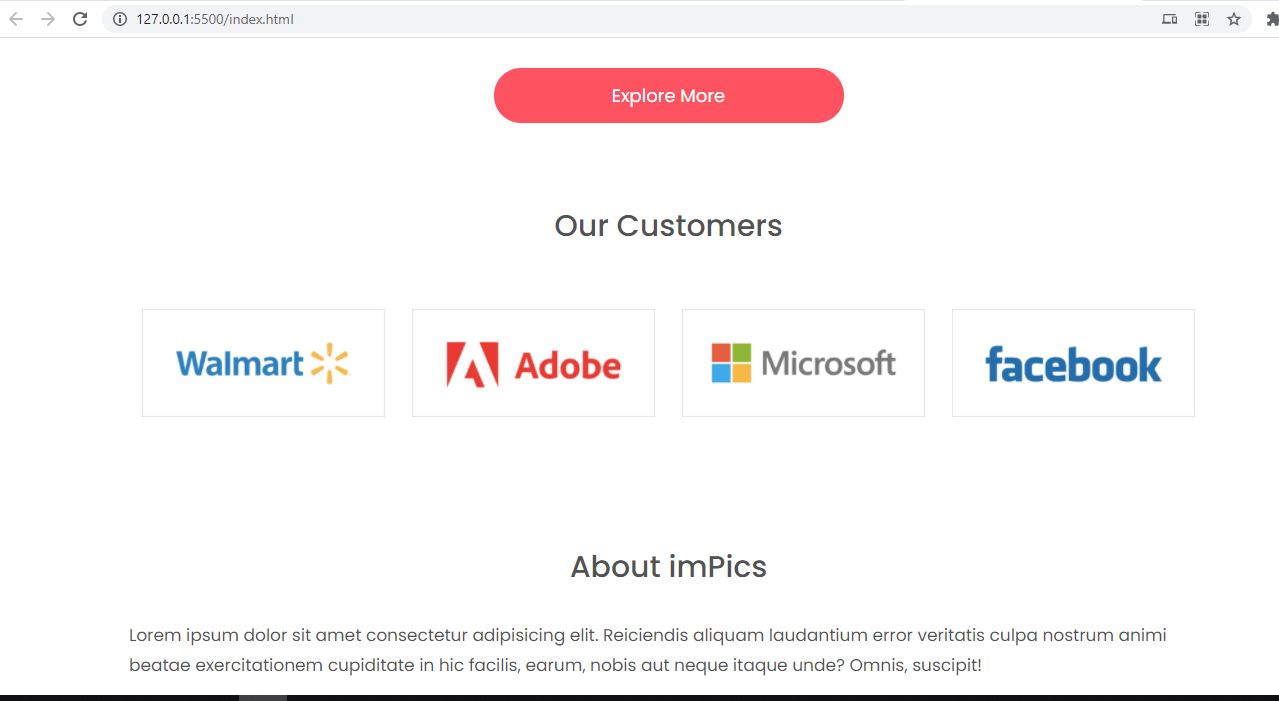 127.0.0.1:5500/index.html
Explore More
Our Customers
Walmart
Adobe
Microsoft
facebook
About imPics
Lorem ipsum dolor sit amet consectetur adipisicing elit. Reiciendis aliquam laudantium error veritatis culpa nostrum animi
beatae exercitationem cupiditate in hic facilis, earum, nobis aut neque itaque unde? Omnis, suscipit!